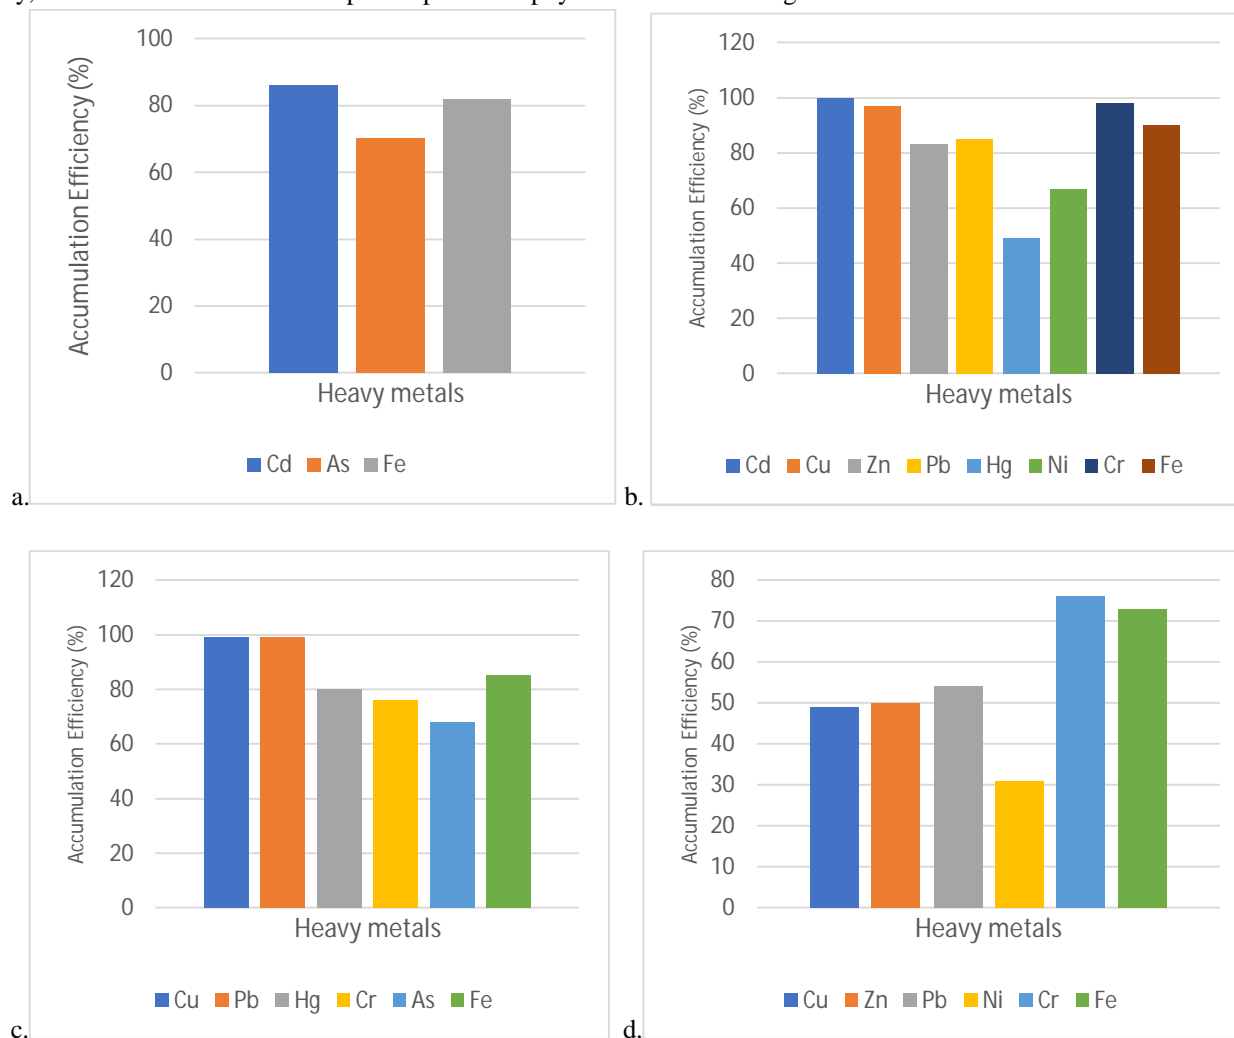 100
80
60
40
20
0
Accumulation Efficiency (%)
Heavy metals
Cd As Fe
a.
120
100
80
60
40
20
0
Accumulation Efficiency (%)
Heavy metals
Cd Cu Zn Pb Hg Ni Cr Fe
b.
120
100
80
60
40
20
0
Accumulation Efficiency (%)
Heavy metals
Cu Pb Hg Cr As Fe
c.
80
70
60
50
40
30
20
10
0
Accumulation Efficiency (%)
Heavy metals
Cu Zn Pb Ni Cr Fe
d.